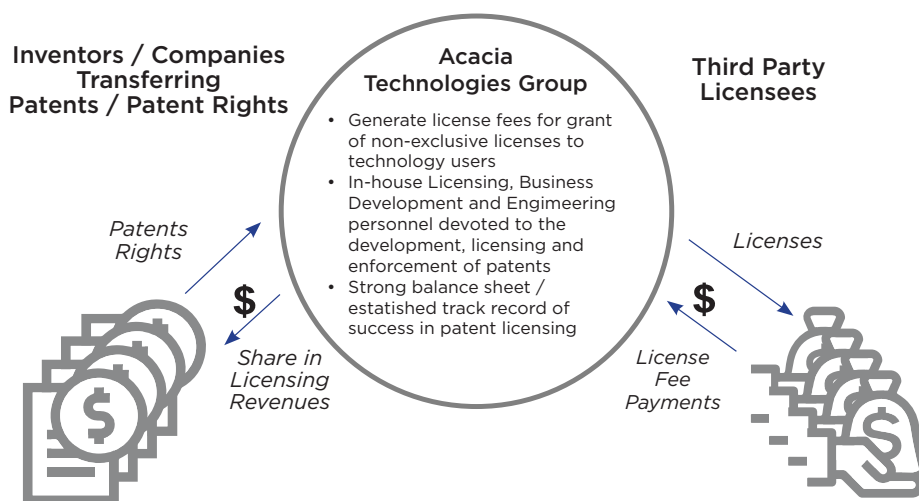 Inventors / Companies
Transferring
Patents / Patent Rights
Acacia
Technologies Group
• Generate license fees for grant
of non-exclusive licenses to
technology users
• In-house Licensing, Business
Development and Engimeering
personnel devoted to the
development, licensing and
enforcement of patents
• Strong balance sheet /
estatished track record of
success in patent licensing
Third Party
Licensees
Patents
Rights
$
Share in
Licensing
Revenues
Licenses
$
License
Fee
Payments
$
$